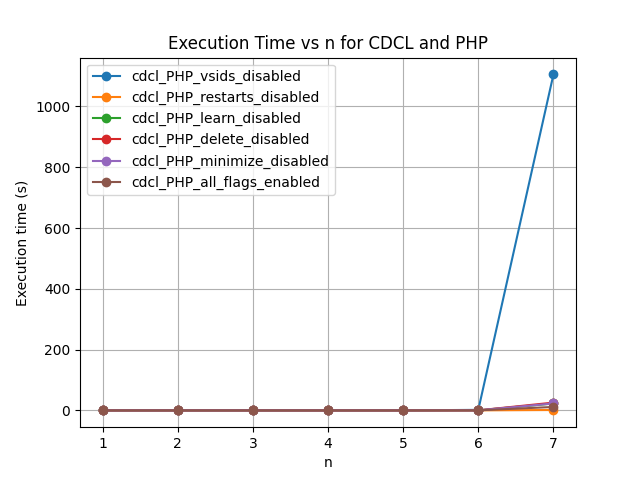 Execution Time vs n for CDCL and PHP
cdcl_PHP_vsids_disabled
cdcl_PHP_restarts_disabled
cdcl_PHP_learn_disabled
cdcl_PHP_delete_disabled
cdcl_PHP_minimize_disabled
cdcl_PHP_all_flags_enabled
Execution time (s)
1000
800
600
400
200
0
1 2 3 4 5 6 7
n